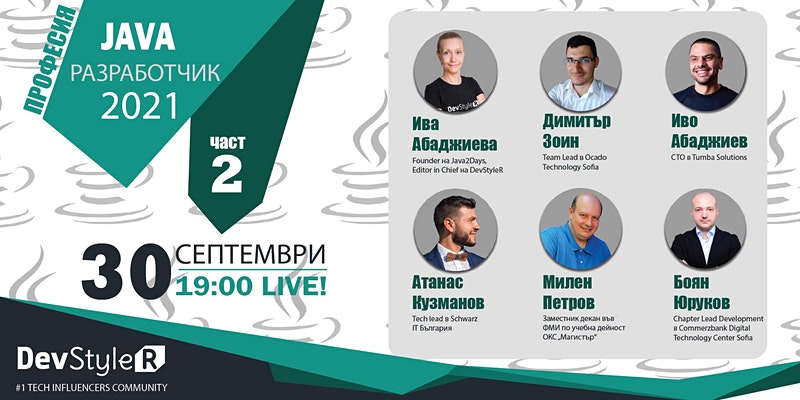 ПРОФЕСИЯ
JAVA
РАЗРАБОТЧИК
2021
ЧАСТ
2
30 СЕПТЕМВРИ
19:00 LIVE!
DevStyleR
#1 TECH INFLUENCERS COMMUNITY
DevStyleR
Ива
Абаджиева
Founder на Java2Days,
Editor in Chief на DevStyleR
Димитър
Зоин
Team Lead в Ocado
Technology Sofia
Иво
Абаджиев
CTO в Tumba Solutions
Атанас
Кузманов
Tech lead в Schwarz
IT България
Милен
Петров
Заместник декан във
ФМИ по учебна дейност
ОКС „Магистър“
Боян
Юруков
Chapter Lead Development
в Commerzbank Digital
Technology Center Sofia